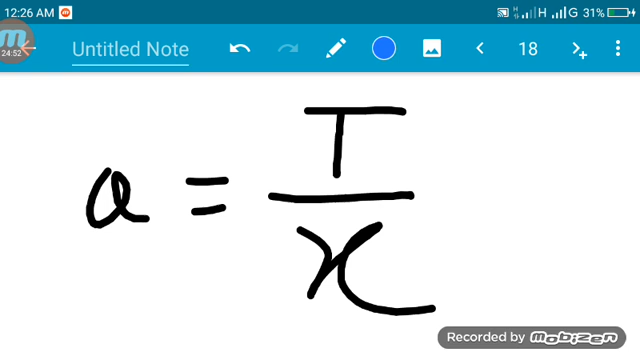 12:26 AM H H G 31%
24:52 Untitled Note 18
a = T/x
Recorded by MOBIZEN